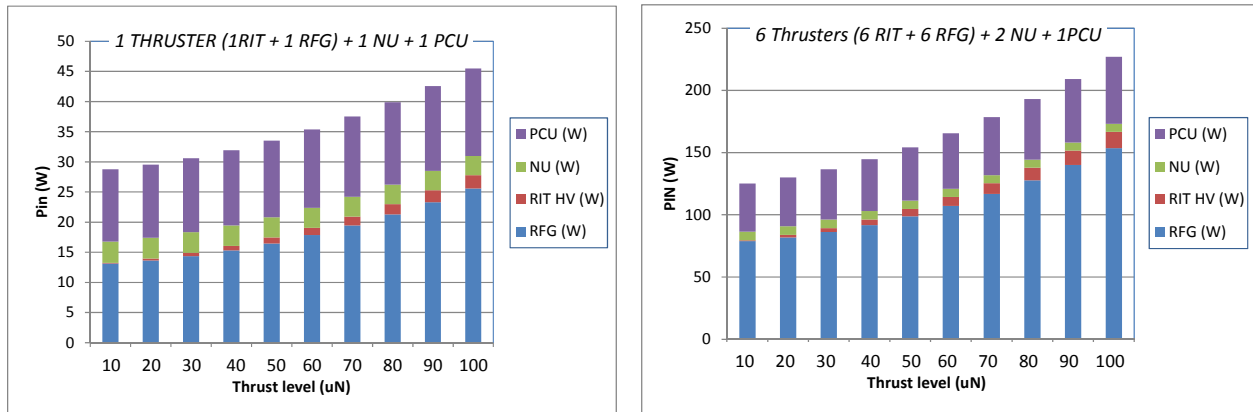 1 THRUSTER (1RIT + 1 RFG) + 1 NU + 1 PCU
50
45
40
35
30
25
20
15
10
5
0
Pin (W)
10 20 30 40 50 60 70 80 90 100
Thrust level (uN)
PCU (W)
NU (W)
RIT HV (W)
RFG (W)
6 Thrusters (6 RIT + 6 RFG) + 2 NU + 1PCU
250
200
150
100
50
0
PIN (W)
10 20 30 40 50 60 70 80 90 100
Thrust level (uN)
PCU (W)
NU (W)
RIT HV (W)
RFG (W)